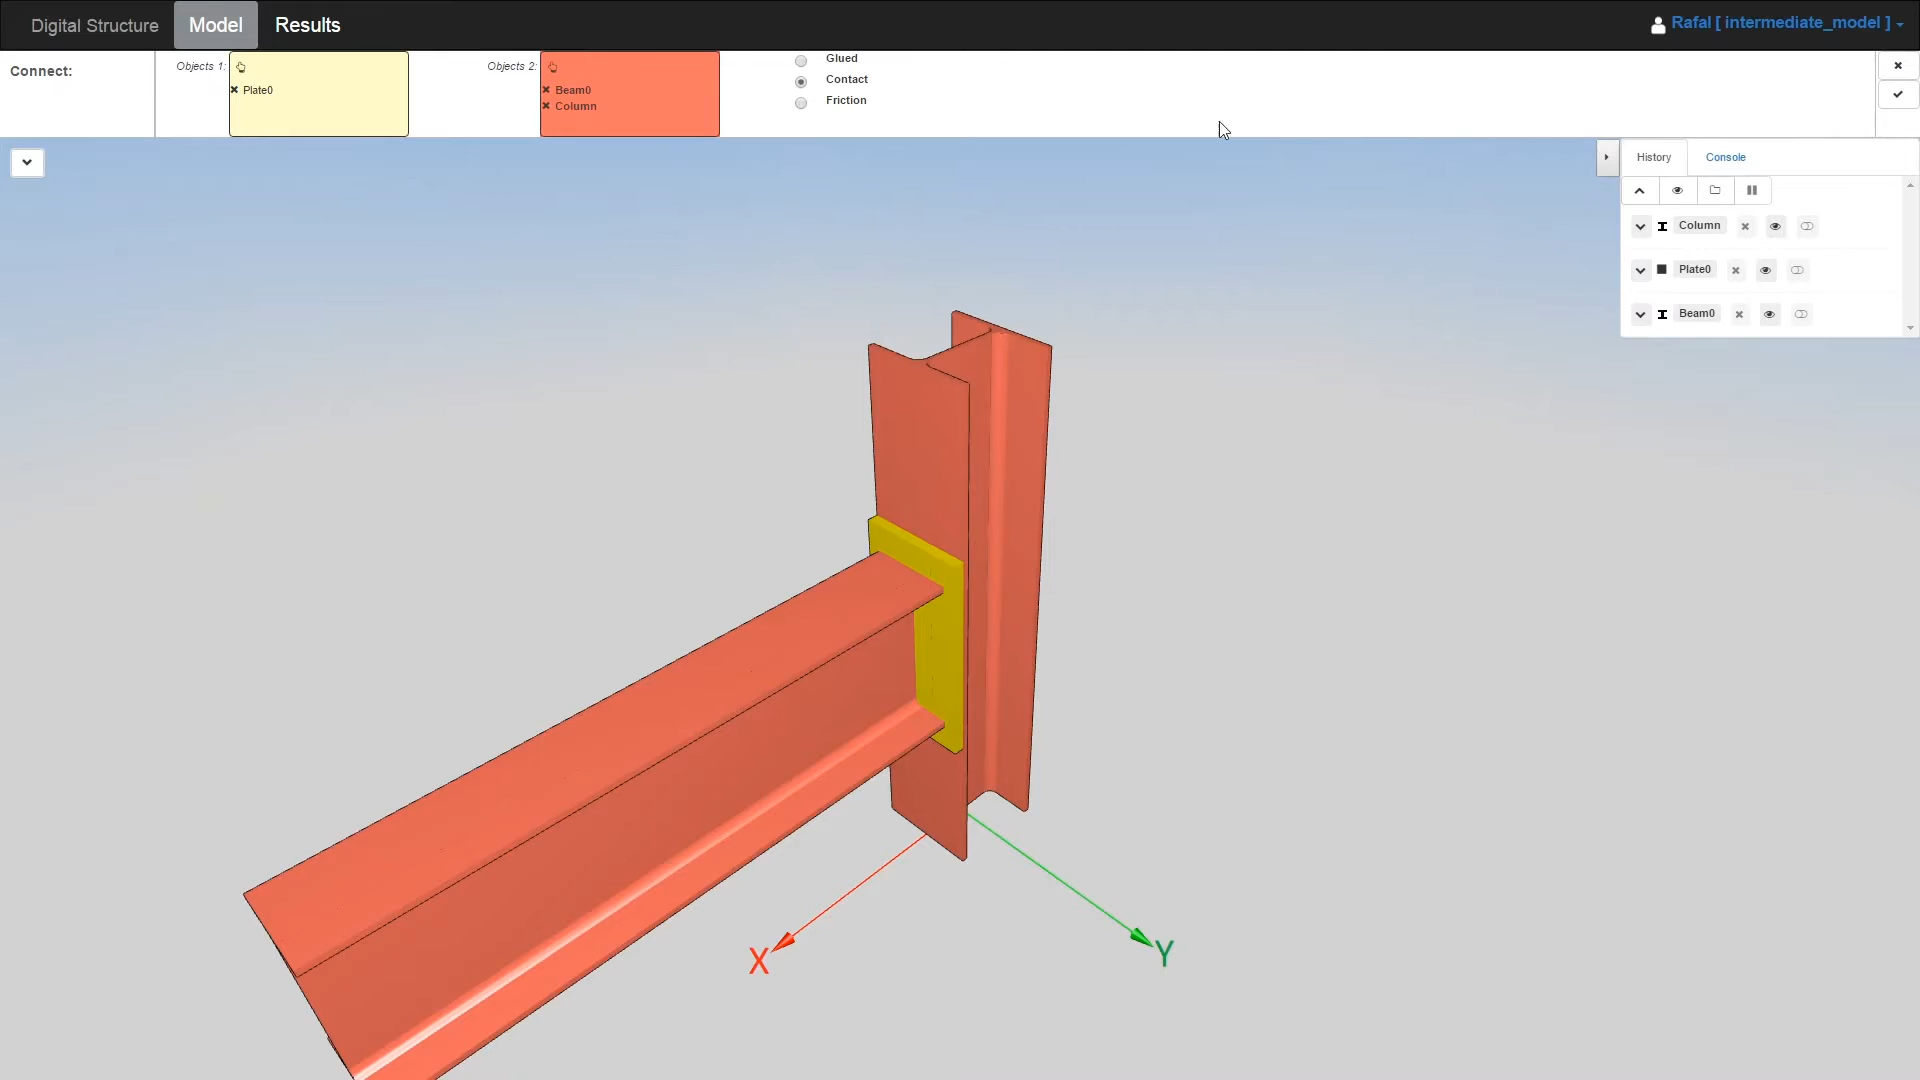 Digital Structure Model Results Rafal [ intermediate_model ]
Connect: Objects 1: Objects 2: Glued
Contact
Plate0 Beam0
Column Friction
History Console
Column
Plate0
Beam0
X Y